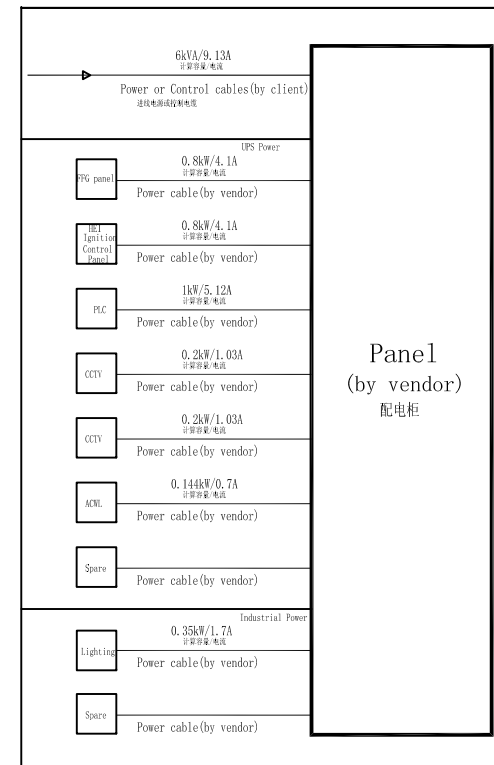 6kVA/9.13A
计算容量/电流
Power or Control cables(by client)
进线电源或控制电缆
UPS Power
FFG panel
0.8kW/4.1A
计算容量/电流
Power cable(by vendor)
HEI
Ignition
Control
Panel
0.8kW/4.1A
计算容量/电流
Power cable(by vendor)
PLC
1kW/5.12A
计算容量/电流
Power cable(by vendor)
CCTV
0.2kW/1.03A
计算容量/电流
Power cable(by vendor)
CCTV
0.2kW/1.03A
计算容量/电流
Power cable(by vendor)
ACWL
0.144kW/0.7A
计算容量/电流
Power cable(by vendor)
Spare
Power cable(by vendor)
Panel
(by vendor)
配电柜
Industrial Power
Lighting
0.35kW/1.7A
计算容量/电流
Power cable(by vendor)
Spare
Power cable(by vendor)